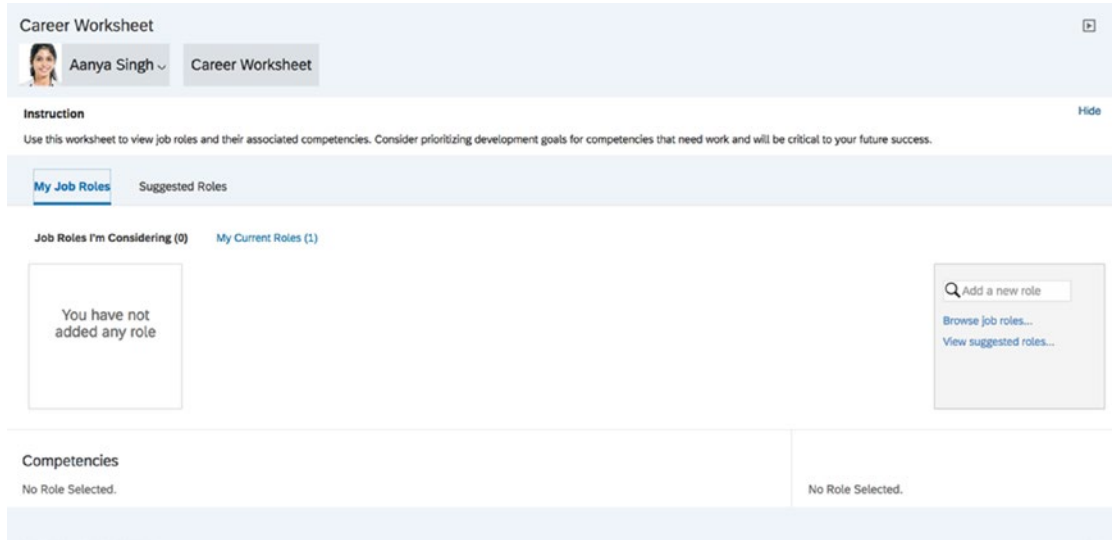 Career Worksheet
Aanya Singh
Career Worksheet
Instruction
Hide
Use this worksheet to view job roles and their associated competencies. Consider prioritizing development goals for competencies that need work and will be critical to your future success.
My Job Roles
Suggested Roles
Job Roles I'm Considering (0)
My Current Roles (1)
You have not
added any role
Add a new role
Browse job roles...
View suggested roles...
Competencies
No Role Selected.
No Role Selected.